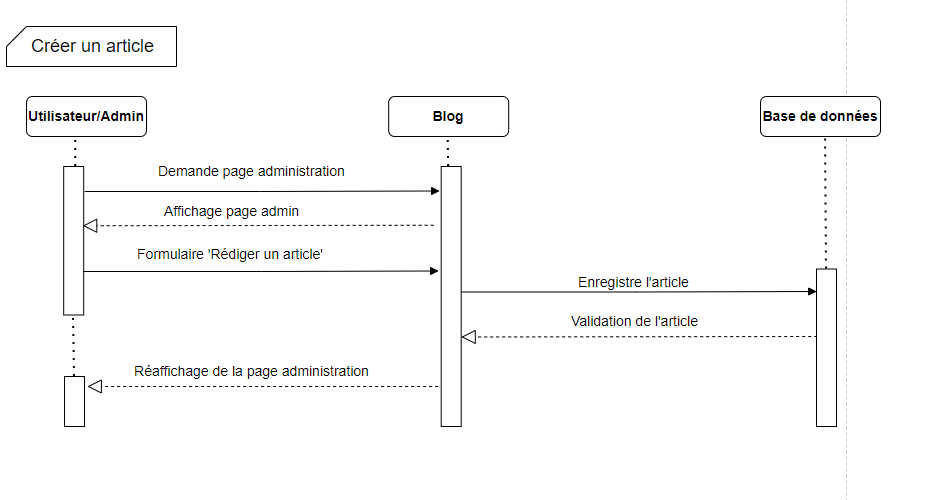 Créer un article
Utilisateur/Admin
Blog
Base de données
Demande page administration
Affichage page admin
Formulaire 'Rédiger un article'
Enregistre l'article
Validation de l'article
Réaffichage de la page administration